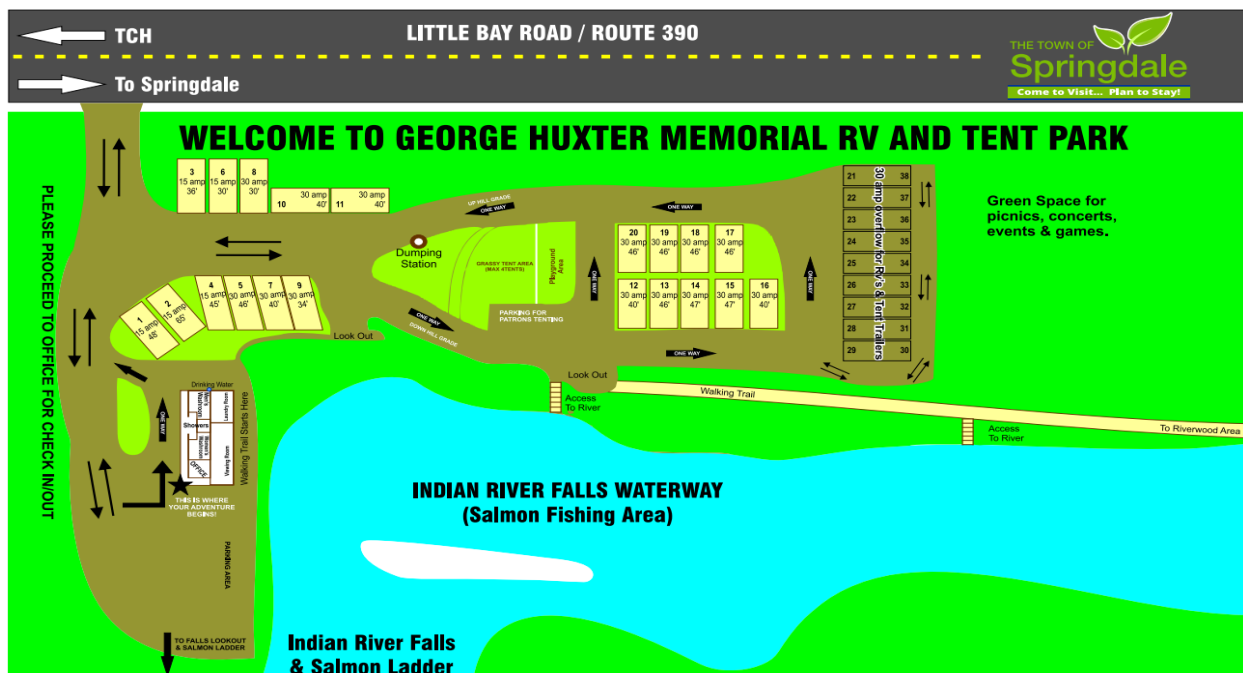 TCH
LITTLE BAY ROAD / ROUTE 390
To Springdale
THE TOWN OF
Springdale
Come to Visit... Plan to Stay!
WELCOME TO GEORGE HUXTER MEMORIAL RV AND TENT PARK
PLEASE PROCEED TO OFFICE FOR CHECK IN/OUT
3
15 amp
36'
6
15 amp
30'
8
30 amp
30'
30 amp
10 40'
30 amp
11 40'
UP HILL GRADE
ONE WAY
ONE WAY
Dumping
Station
GRASSY TENT AREA
(MAX 4TENTS)
Playground
Area
ONE WAY
PARKING FOR
PATRONS TENTING
20
30 amp
46'
19
30 amp
46'
18
30 amp
46'
17
30 amp
46'
12
30 amp
40'
13
30 amp
46'
14
30 amp
47'
15
30 amp
47'
16
30 amp
40'
ONE WAY
21 38
22 37
23 36
24 35
25 34
26 33
27 32
28 31
29 30
30 amp overflow for RV's & Tent Trailers
Green Space for
picnics, concerts,
events & games.
1
15 amp
48'
2
15 amp
65'
4
15 amp
45'
5
30 amp
46'
7
30 amp
40'
9
30 amp
34'
ONE WAY
DOWN HILL GRADE
ONE WAY
Look Out
Look Out
Access
To River
Walking Trail
Access
To River
To Riverwood Area
ONE WAY
Drinking Water
Men's
Washroom
Laundry Room
Showers
Women's
Washroom
Viewing Room
OFFICE
Walking Trail Starts Here
THIS IS WHERE
YOUR ADVENTURE
BEGINS!
PARKING AREA
TO FALLS LOOKOUT
& SALMON LADDER
INDIAN RIVER FALLS WATERWAY
(Salmon Fishing Area)
Indian River Falls
& Salmon Ladder